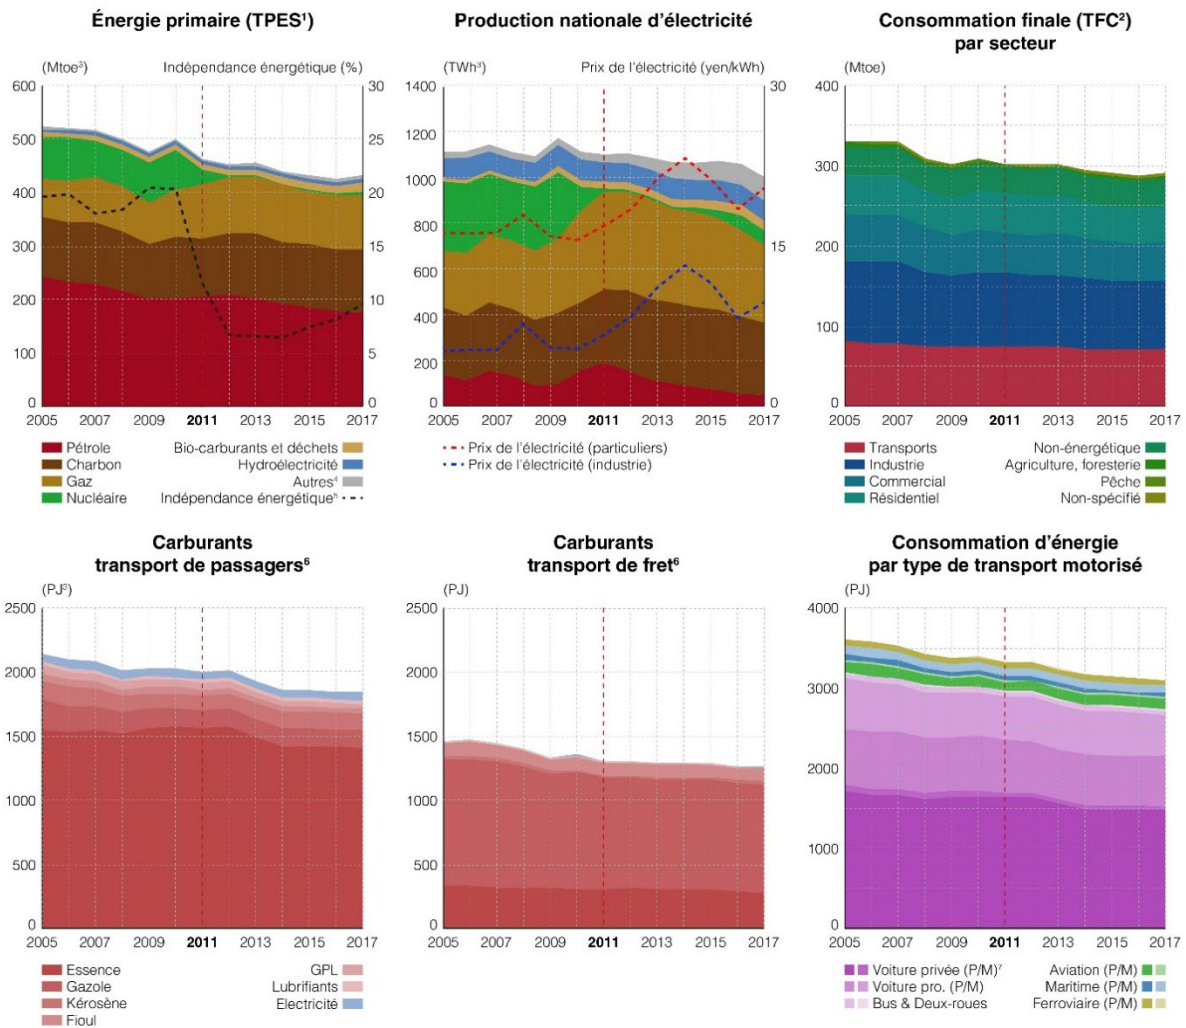 Énergie primaire (TPES¹)
(Mtoe³) Indépendance énergétique (%)
600 30
500 25
400 20
300 15
200 10
100 5
0 0
2005 2007 2009 2011 2013 2015 2017
Pétrole Bio-carburants et déchets
Charbon Hydroélectricité
Gaz Autres⁴
Nucléaire Indépendance énergétique⁵
Production nationale d'électricité
(TWh³) Prix de l'électricité (yen/kWh)
1400 30
1200
1000
800 15
600
400
200
0 0
2005 2007 2009 2011 2013 2015 2017
Prix de l'électricité (particuliers)
Prix de l'électricité (industrie)
Consommation finale (TFC²)
par secteur
(Mtoe)
400
300
200
100
0
2005 2007 2009 2011 2013 2015 2017
Transports Non-énergétique
Industrie Agriculture, foresterie
Commercial Pêche
Résidentiel Non-spécifié
Carburants
transport de passagers⁶
(PJ³)
2500
2000
1500
1000
500
0
2005 2007 2009 2011 2013 2015 2017
Essence GPL
Gazole Lubrifiants
Kérosène Electricité
Fioul
Carburants
transport de fret⁶
(PJ)
2500
2000
1500
1000
500
0
2005 2007 2009 2011 2013 2015 2017
Consommation d'énergie
par type de transport motorisé
(PJ)
4000
3000
2000
1000
0
2005 2007 2009 2011 2013 2015 2017
Voiture privée (P/M)⁷ Aviation (P/M)
Voiture pro. (P/M) Maritime (P/M)
Bus & Deux-roues Ferroviaire (P/M)